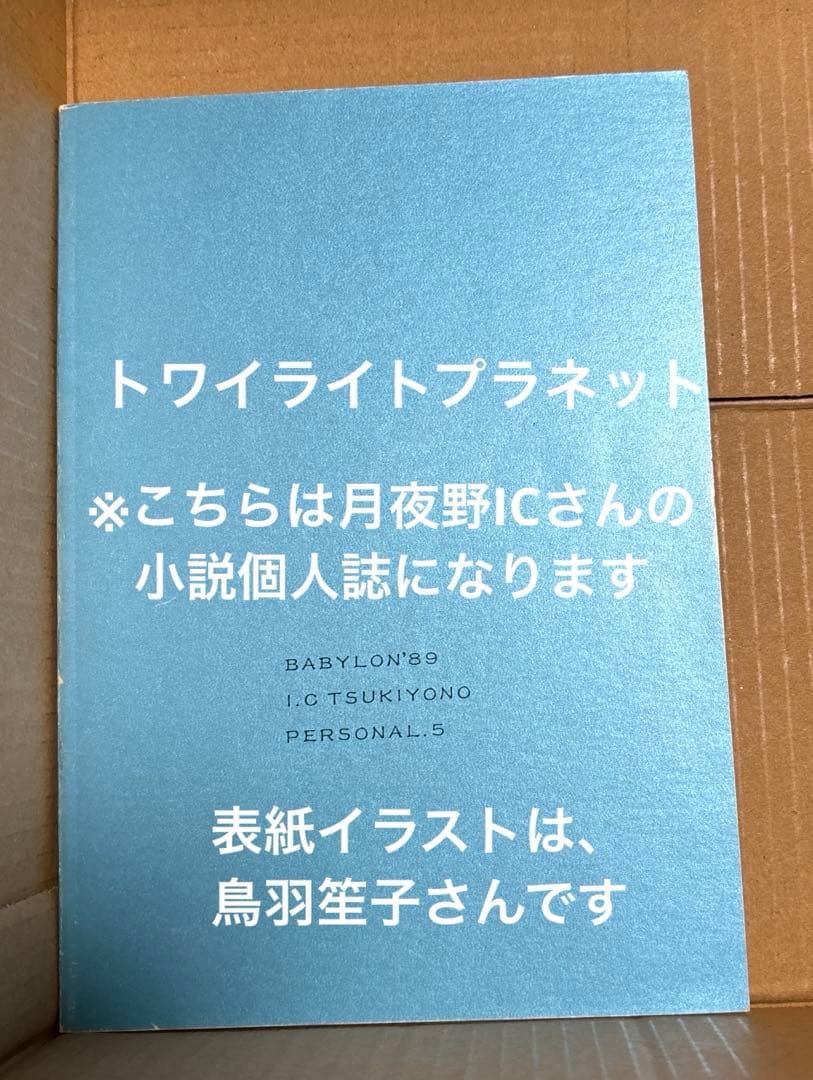 トワイライトプラネット
※こちらは月夜野ICさんの
小説個人誌になります
BABYLON'89
I.C TSUKIYONO
PERSONAL.5
表紙イラストは、
鳥羽笙子さんです